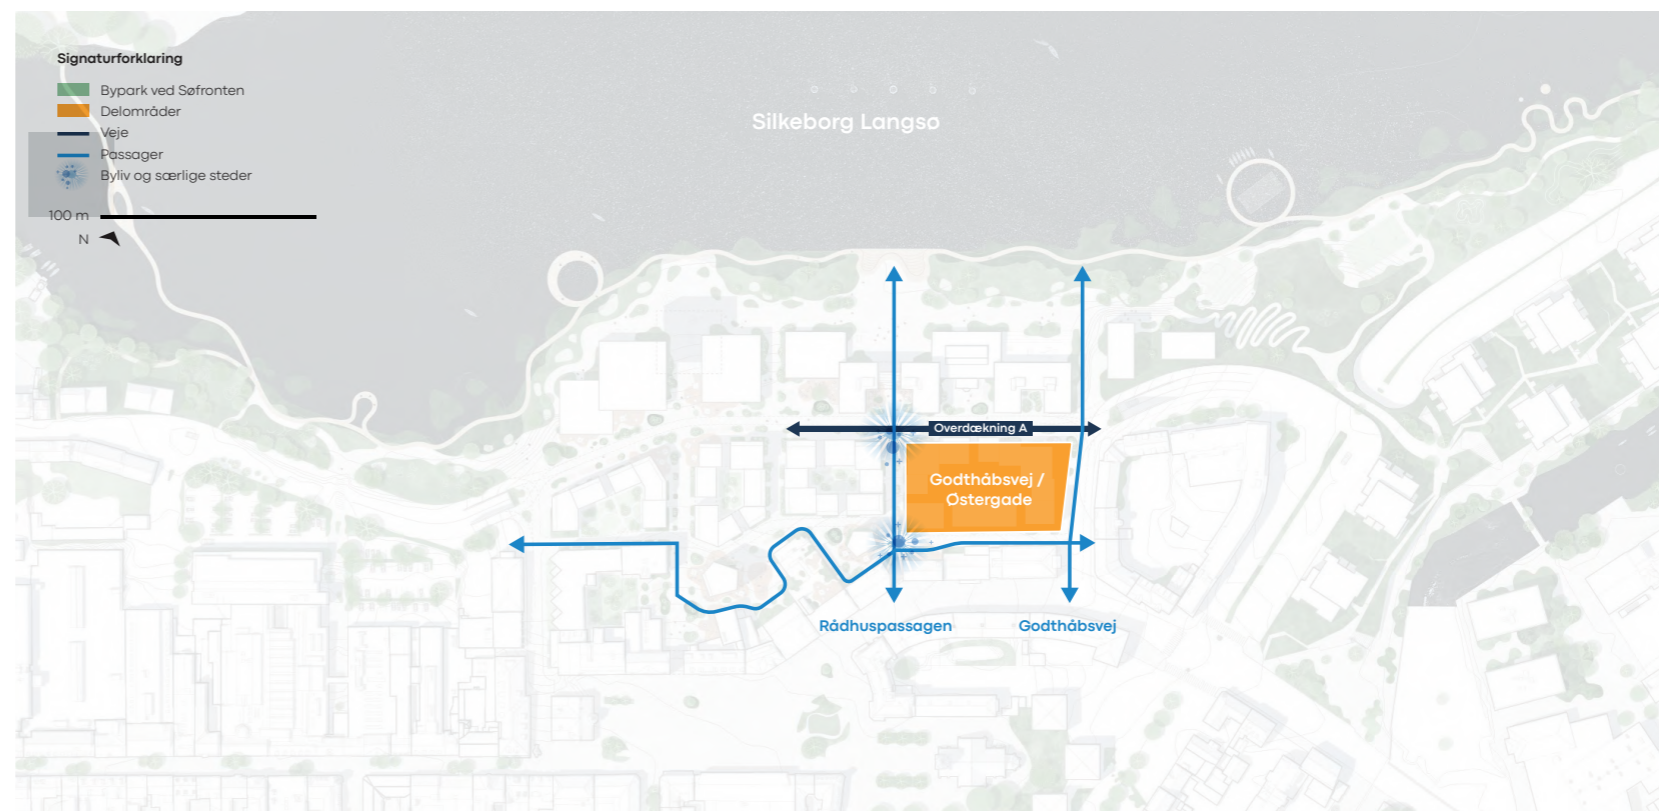 Signaturforklaring
Bypark ved Søfronten
Delområder
Veje
Passager
Byliv og særlige steder
100 m
N
Silkeborg Langsø
Overdækning A
Godthåbsvej /
Østergade
Rådhuspassagen
Godthåbsvej